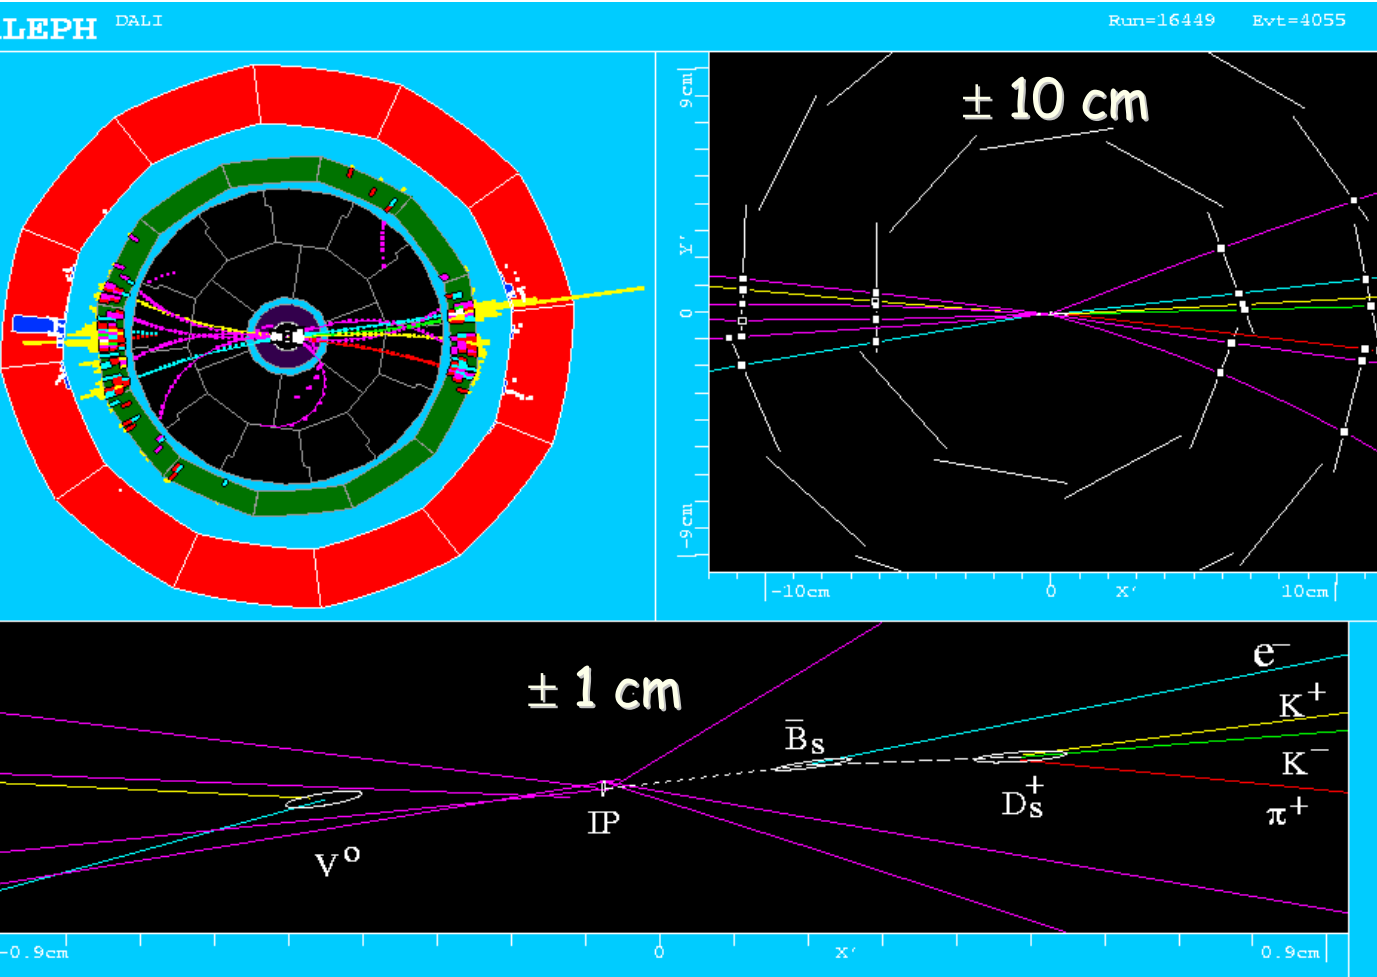 LEPH DALI Run=16449 Evt=4055
± 10 cm
9cm
Y'
0
-9cm
-10cm 0 X' 10cm
± 1 cm
e⁻
K⁺
B̄s
K⁻
Ds⁺
π⁺
IP
V⁰
-0.9cm 0 X' 0.9cm